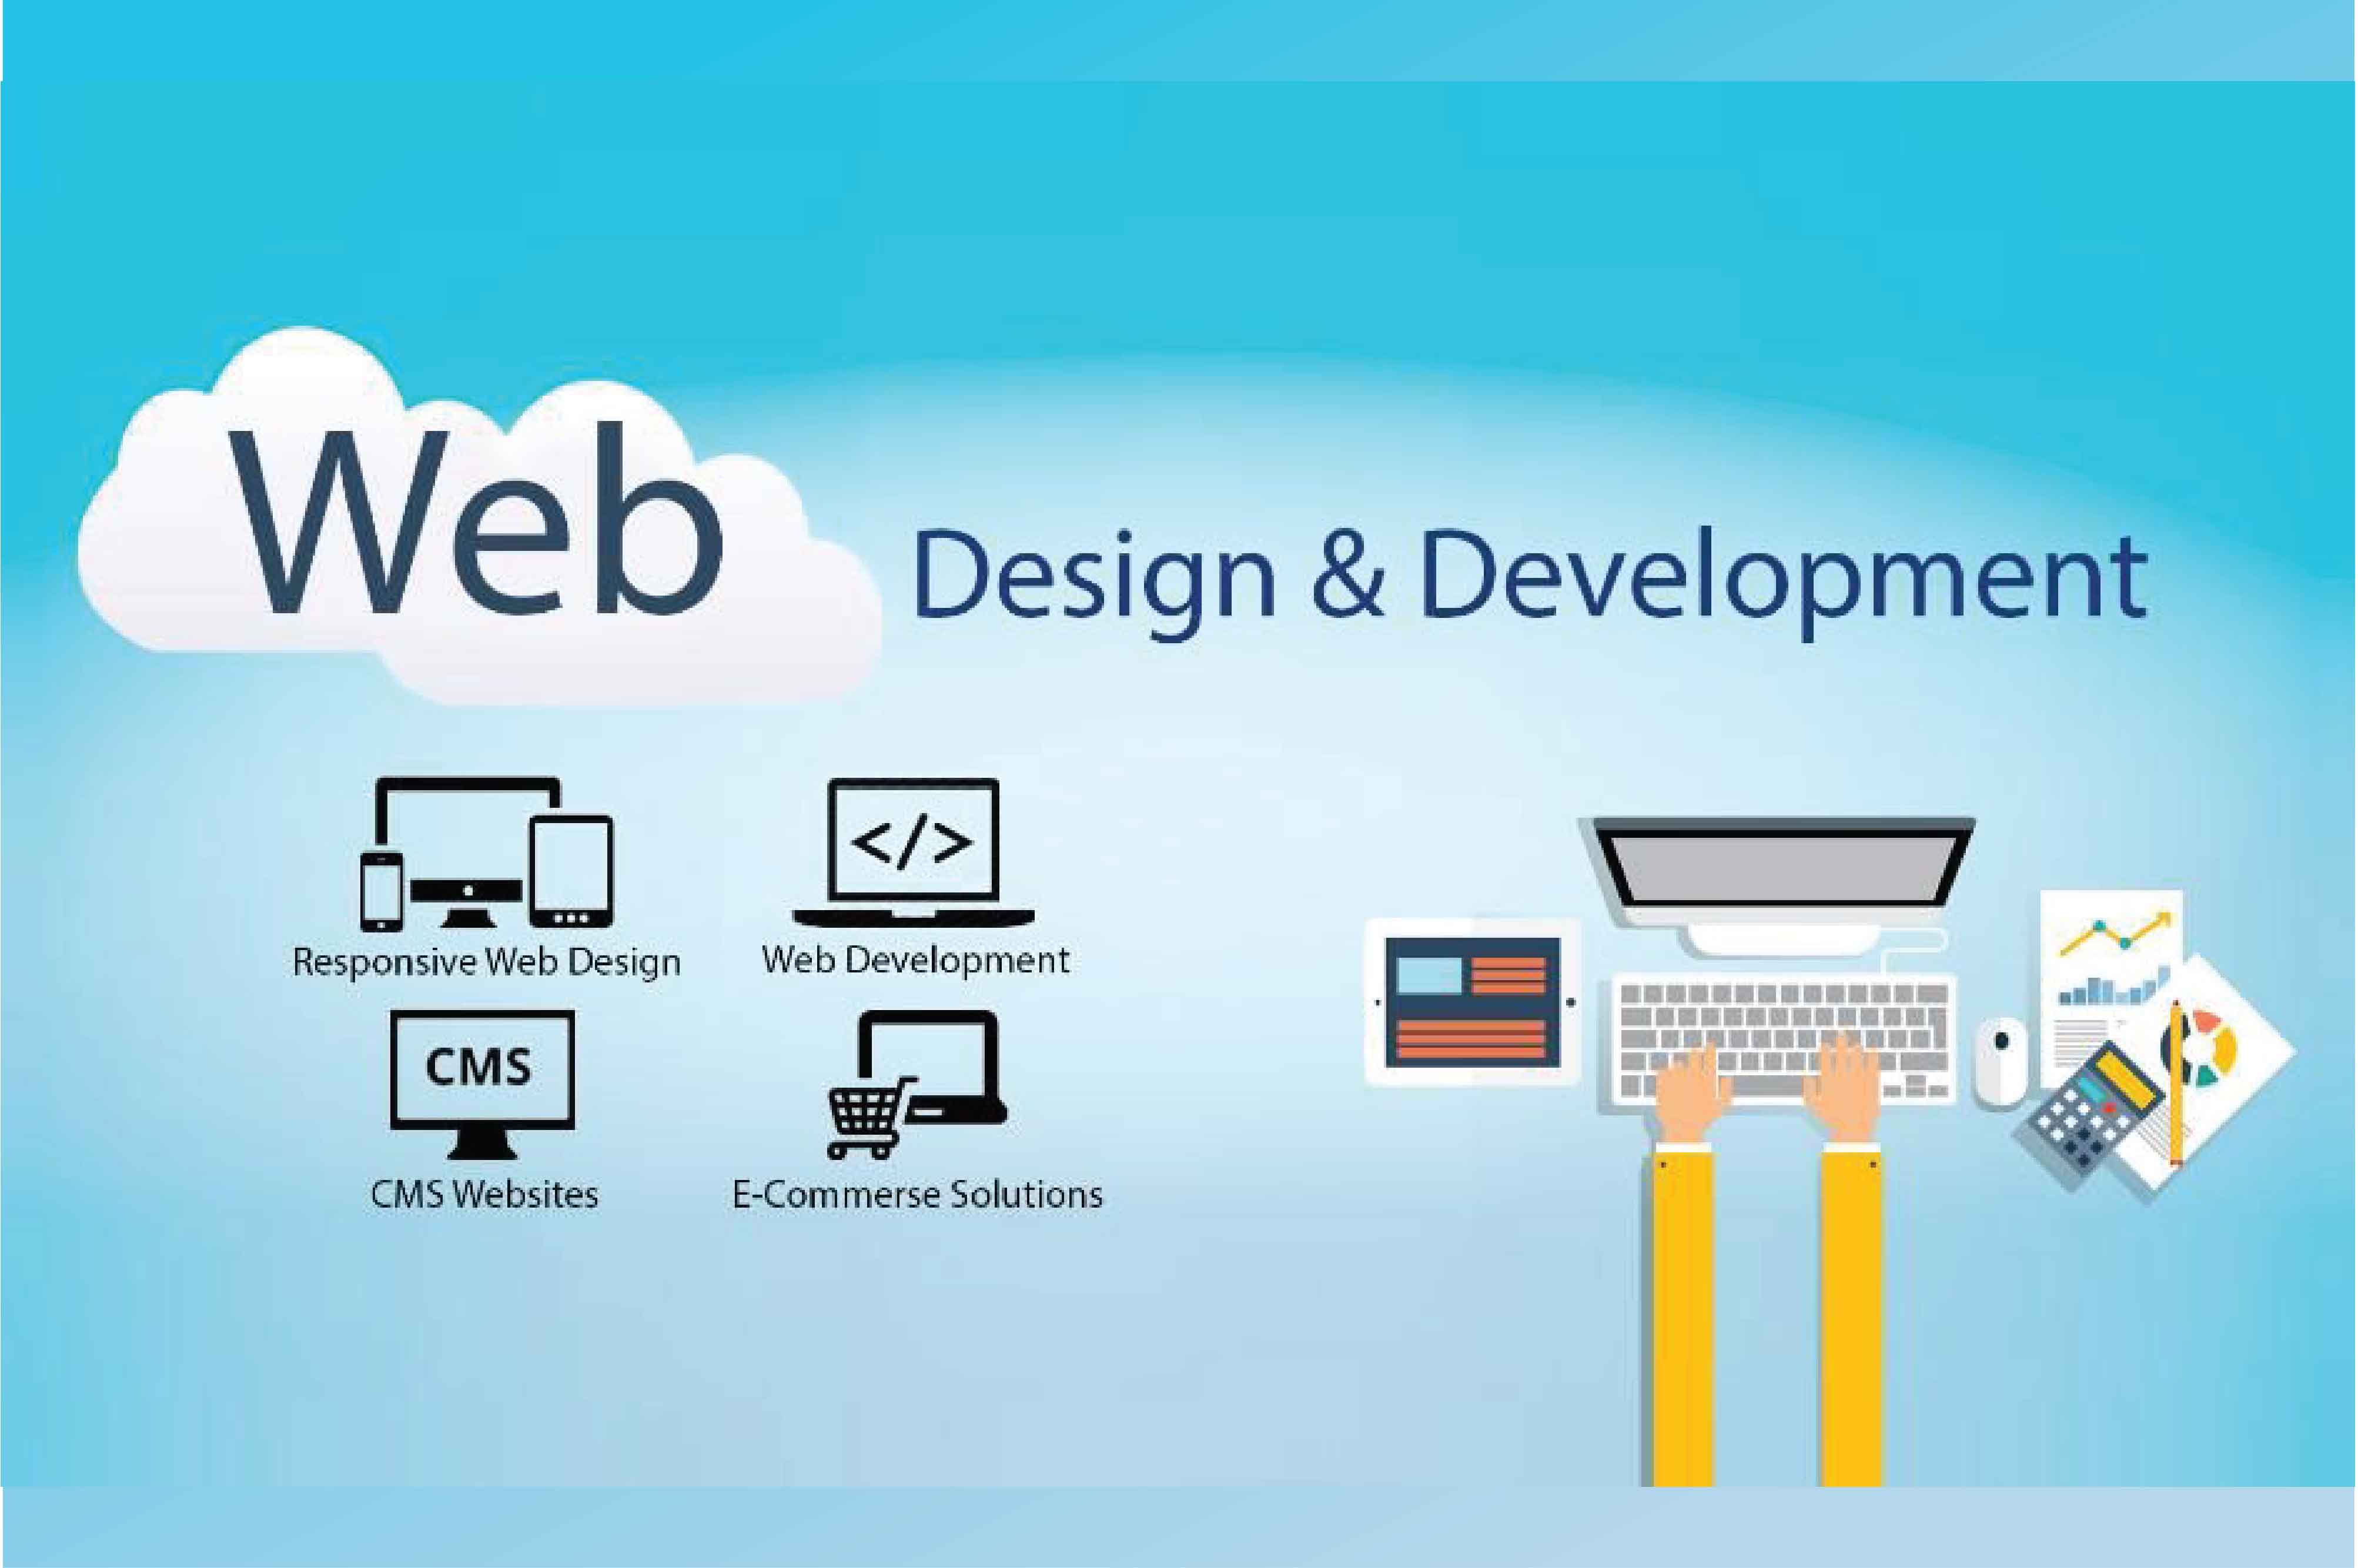 Web
Design & Development
</>
Responsive Web Design
Web Development
CMS
CMS Websites
E-Commerse Solutions